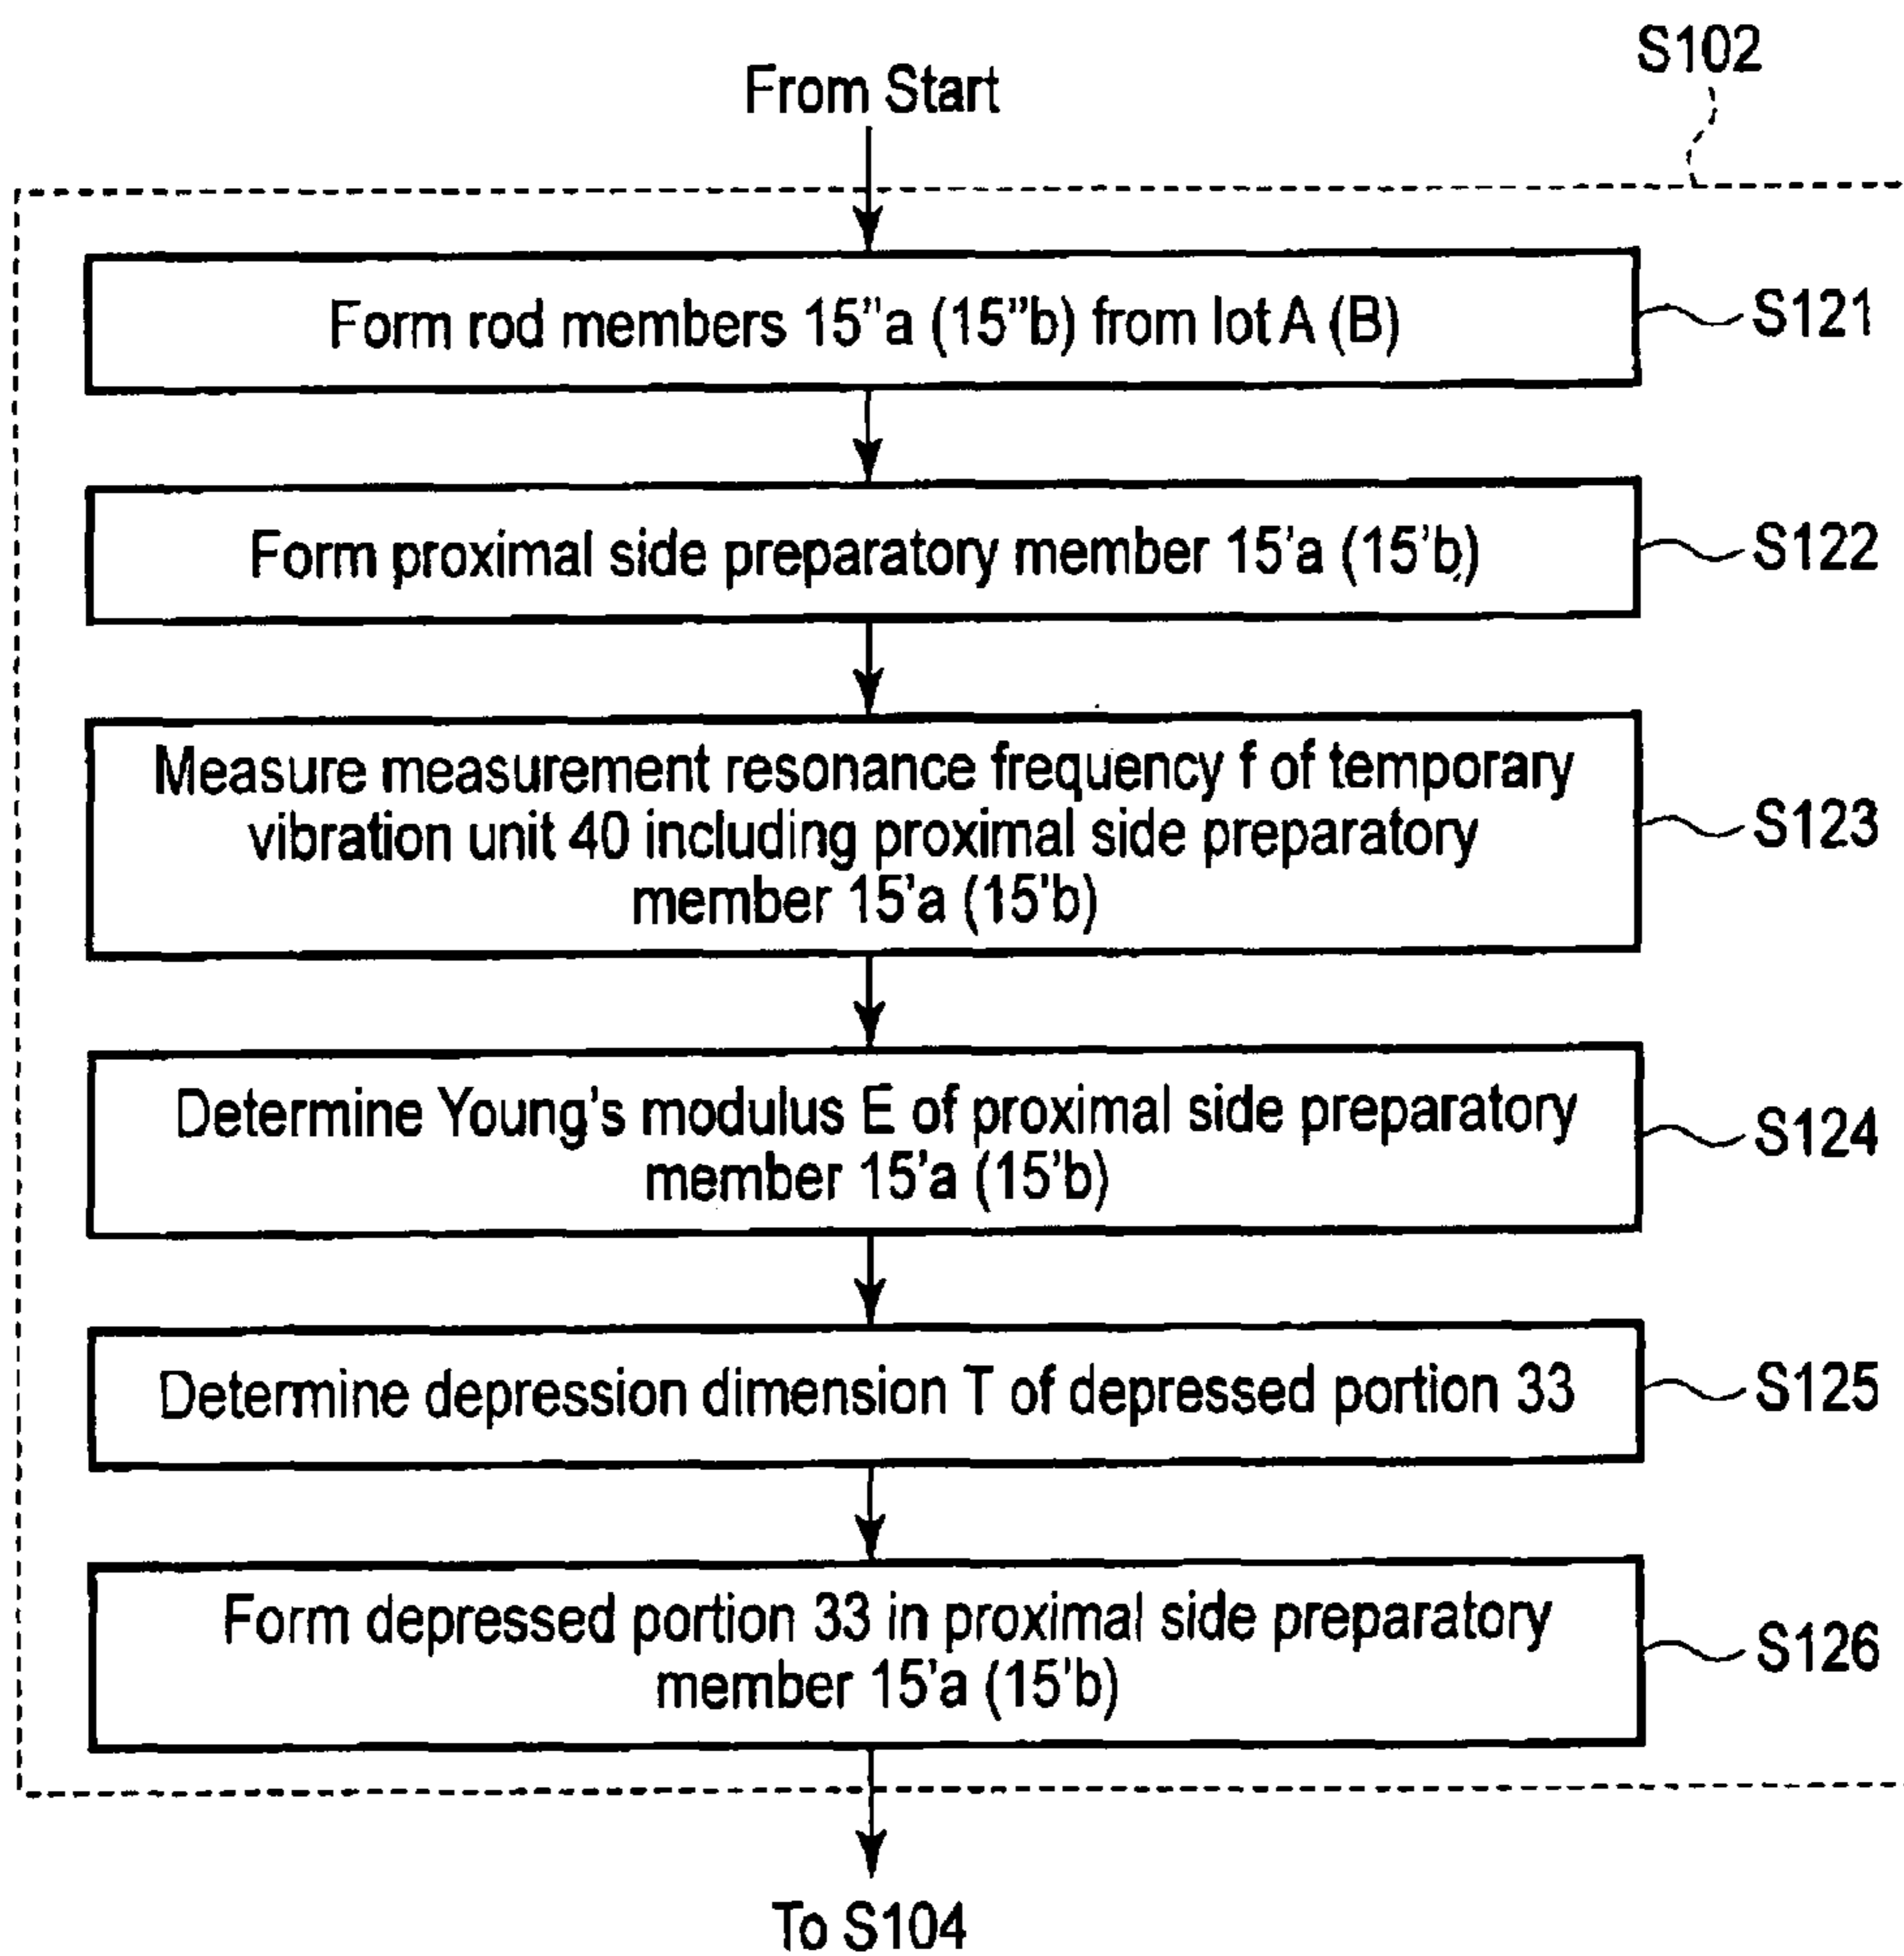 S102
From Start
Form rod members 15"a (15"b) from lot A (B)
S121
Form proximal side preparatory member 15'a (15'b)
S122
Measure measurement resonance frequency f of temporary
vibration unit 40 including proximal side preparatory
member 15'a (15'b)
S123
Determine Young's modulus E of proximal side preparatory
member 15'a (15'b)
S124
Determine depression dimension T of depressed portion 33
S125
Form depressed portion 33 in proximal side preparatory
member 15'a (15'b)
S126
To S104